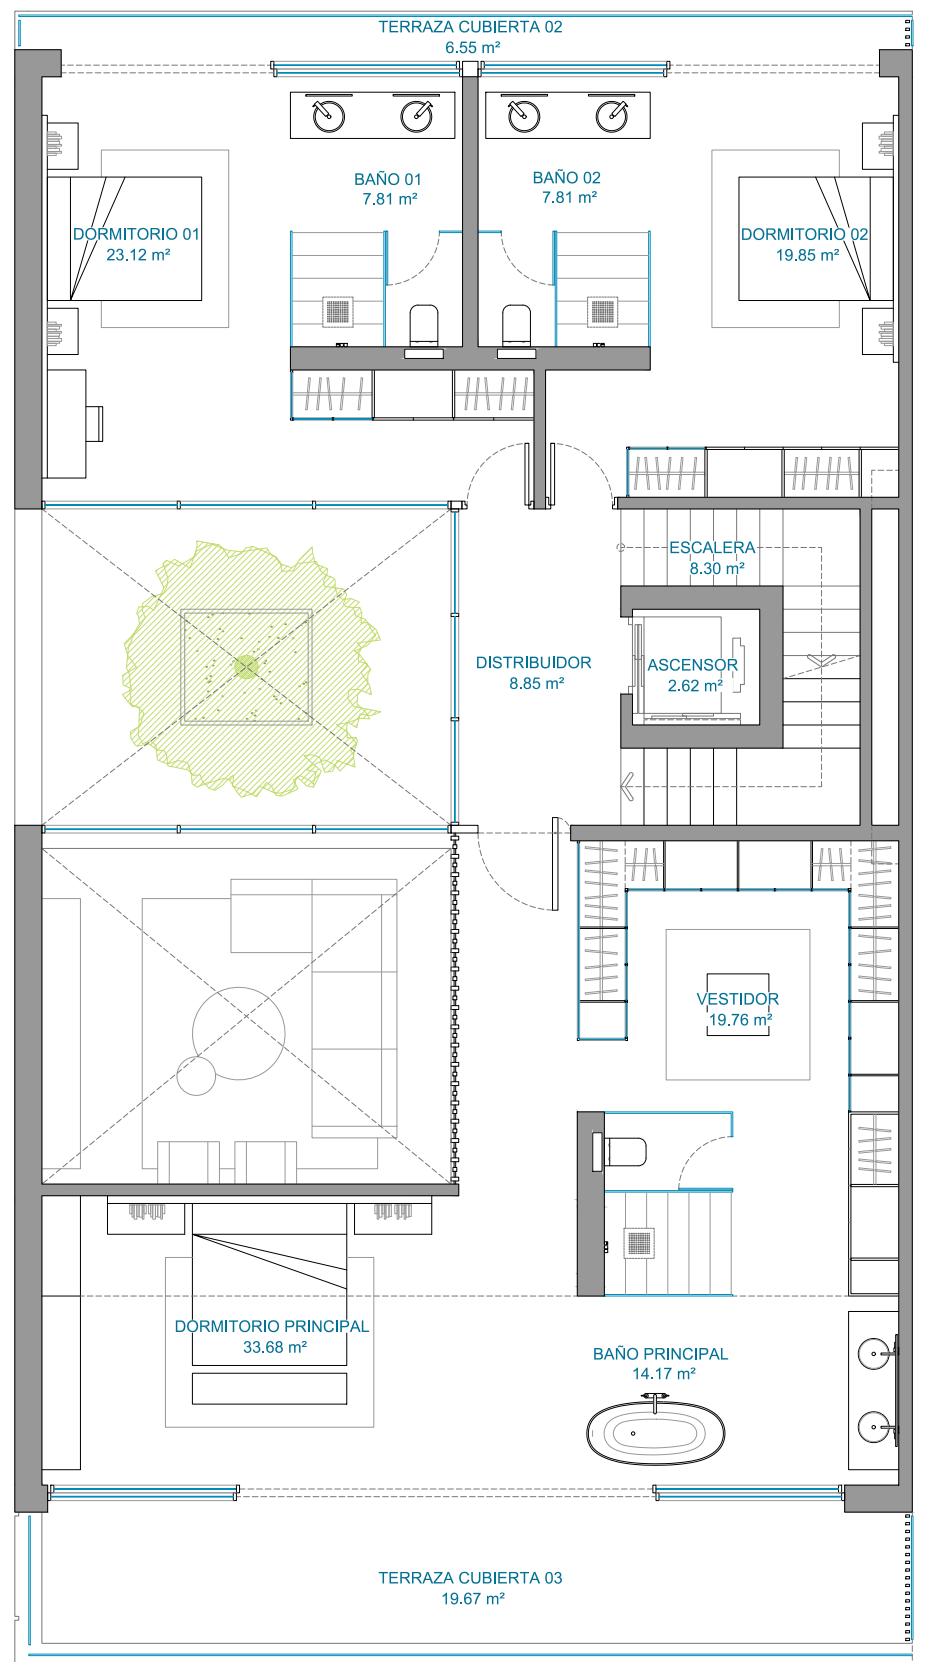 TERRAZA CUBIERTA 02
6.55 m²
BAÑO 01
7.81 m²
BAÑO 02
7.81 m²
DORMITORIO 01
23.12 m²
DORMITORIO 02
19.85 m²
ESCALERA
8.30 m²
DISTRIBUIDOR
8.85 m²
ASCENSOR
2.62 m²
VESTIDOR
19.76 m²
DORMITORIO PRINCIPAL
33.68 m²
BAÑO PRINCIPAL
14.17 m²
TERRAZA CUBIERTA 03
19.67 m²